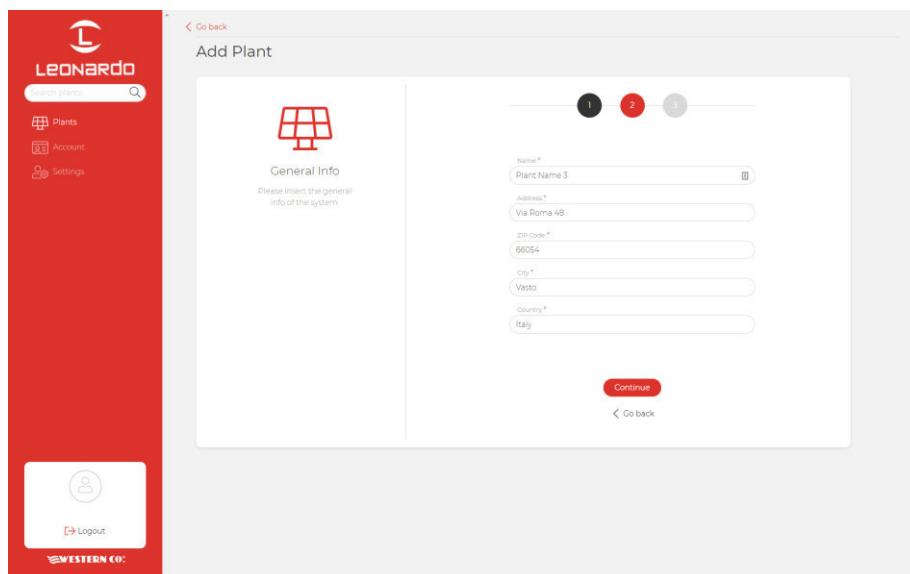 LEONARDO
Search plants...
Plants
Account
Settings
Logout
WESTERN CO.
Go back
Add Plant
General Info
Please insert the general
info of the system
1 2 3
Name *
Plant Name 3
Address *
Via Roma 48
ZIP Code *
66054
City *
Vasto
Country *
Italy
Continue
Go back